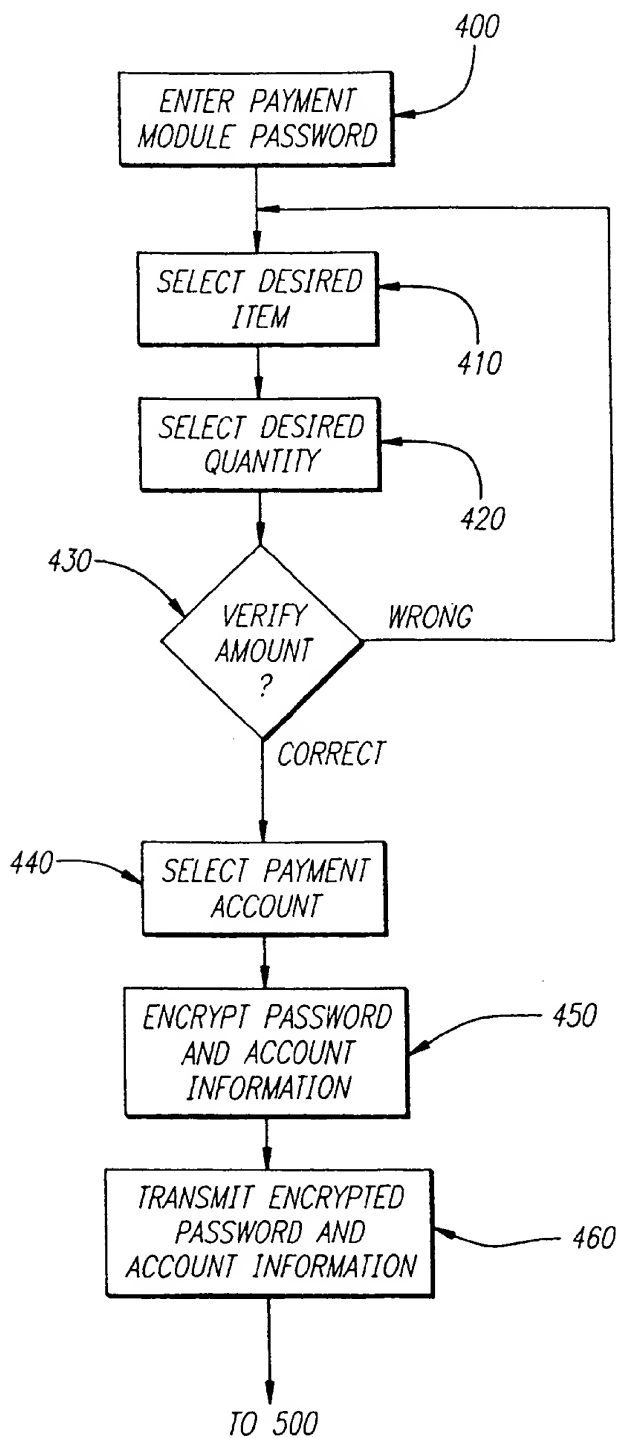 400
ENTER PAYMENT
MODULE PASSWORD
SELECT DESIRED
ITEM
410
SELECT DESIRED
QUANTITY
420
430
VERIFY
AMOUNT
?
WRONG
CORRECT
440
SELECT PAYMENT
ACCOUNT
ENCRYPT PASSWORD
AND ACCOUNT
INFORMATION
450
TRANSMIT ENCRYPTED
PASSWORD AND
ACCOUNT INFORMATION
460
TO 500